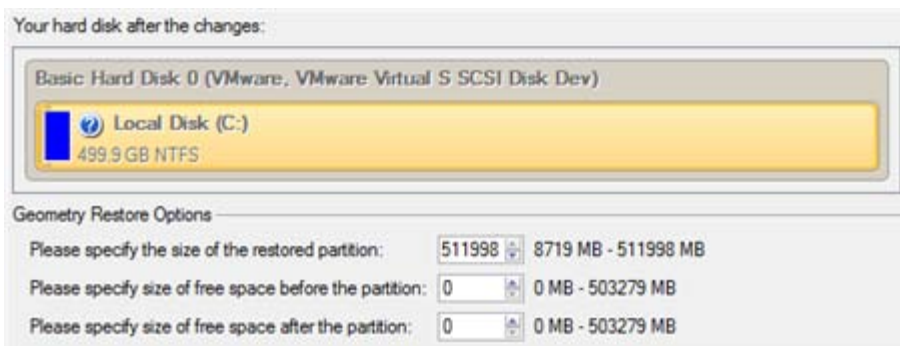 Your hard disk after the changes:
Basic Hard Disk 0 (VMware, VMware Virtual S SCSI Disk Dev)
? Local Disk (C:)
499.9 GB NTFS
Geometry Restore Options
Please specify the size of the restored partition: 511998 8719 MB - 511998 MB
Please specify size of free space before the partition: 0 0 MB - 503279 MB
Please specify size of free space after the partition: 0 0 MB - 503279 MB